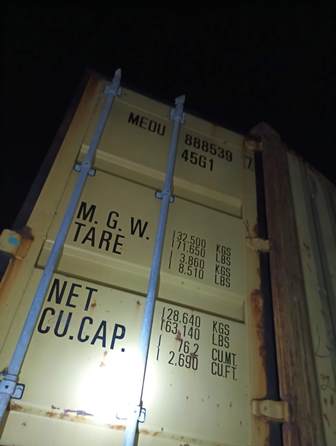 MEDU 888539 7
45G1
M.G.W. 32.500 KGS
71.650 LBS
TARE 3.860 KGS
8.510 LBS
NET 28.640 KGS
63.140 LBS
CU.CAP. 76.2 CU.MT.
2.690 CU.FT.